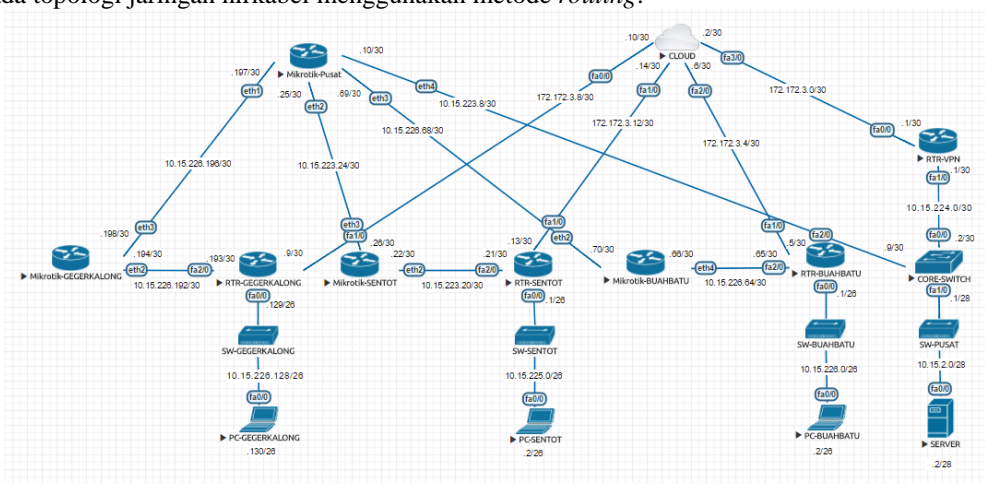 ada topologi jaringan nirkabel menggunakan metode routing?
.10/30
CLOUD
.2/30
.10/30
Mikrotik-Pusat
.197/30
eth1
.25/30
eth2
.69/30
eth3
eth4
10.15.223.8/30
10.15.226.68/30
fa0/0
172.172.3.8/30
.14/30
fa1/0
172.172.3.12/30
.6/30
fa2/0
172.172.3.4/30
fa3/0
172.172.3.0/30
.1/30
fa0/0
RTR-VPN
.1/30
fa1/0
10.15.224.0/30
fa0/0
.2/30
10.15.226.196/30
10.15.223.24/30
.198/30
eth3
Mikrotik-GEGERKALONG
.194/30
eth2
10.15.226.192/30
.193/30
fa2/0
.9/30
RTR-GEGERKALONG
eth3
fa1/0
.26/30
Mikrotik-SENTOT
.22/30
eth2
10.15.223.20/30
.21/30
fa2/0
.13/30
fa1/0
RTR-SENTOT
eth2
.70/30
Mikrotik-BUAHBATU
.66/30
eth4
10.15.226.64/30
.65/30
fa2/0
fa1/0
.5/30
RTR-BUAHBATU
fa2/0
.9/30
CORE-SWITCH
fa0/0
.129/26
fa0/0
.1/26
fa0/0
.1/26
fa1/0
.1/28
SW-GEGERKALONG
SW-SENTOT
SW-BUAHBATU
SW-PUSAT
10.15.226.128/26
10.15.225.0/26
10.15.226.0/26
10.15.2.0/28
fa0/0
fa0/0
fa0/0
fa0/0
PC-GEGERKALONG
PC-SENTOT
PC-BUAHBATU
SERVER
.130/26
.2/26
.2/26
.2/28